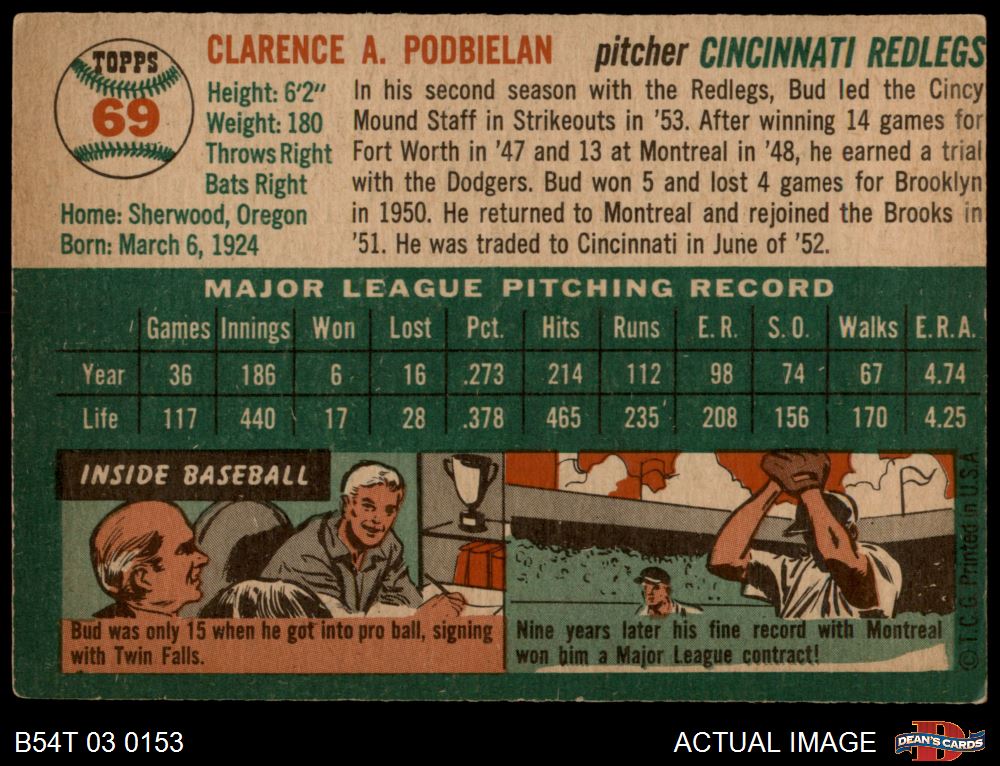 TOPPS
69
CLARENCE A. PODBIELAN pitcher CINCINNATI REDLEGS
Height: 6'2"
Weight: 180
Throws Right
Bats Right
Home: Sherwood, Oregon
Born: March 6, 1924
In his second season with the Redlegs, Bud led the Cincy
Mound Staff in Strikeouts in '53. After winning 14 games for
Fort Worth in '47 and 13 at Montreal in '48, he earned a trial
with the Dodgers. Bud won 5 and lost 4 games for Brooklyn
in 1950. He returned to Montreal and rejoined the Brooks in
'51. He was traded to Cincinnati in June of '52.
MAJOR LEAGUE PITCHING RECORD
Games Innings Won Lost Pct. Hits Runs E.R. S.O. Walks E.R.A.
Year 36 186 6 16 .273 214 112 98 74 67 4.74
Life 117 440 17 28 .378 465 235 208 156 170 4.25
INSIDE BASEBALL
Bud was only 15 when he got into pro ball, signing
with Twin Falls.
Nine years later his fine record with Montreal
won him a Major League contract!
© T.C.G. Printed in U.S.A.
B54T 03 0153
ACTUAL IMAGE
DEAN'S CARDS